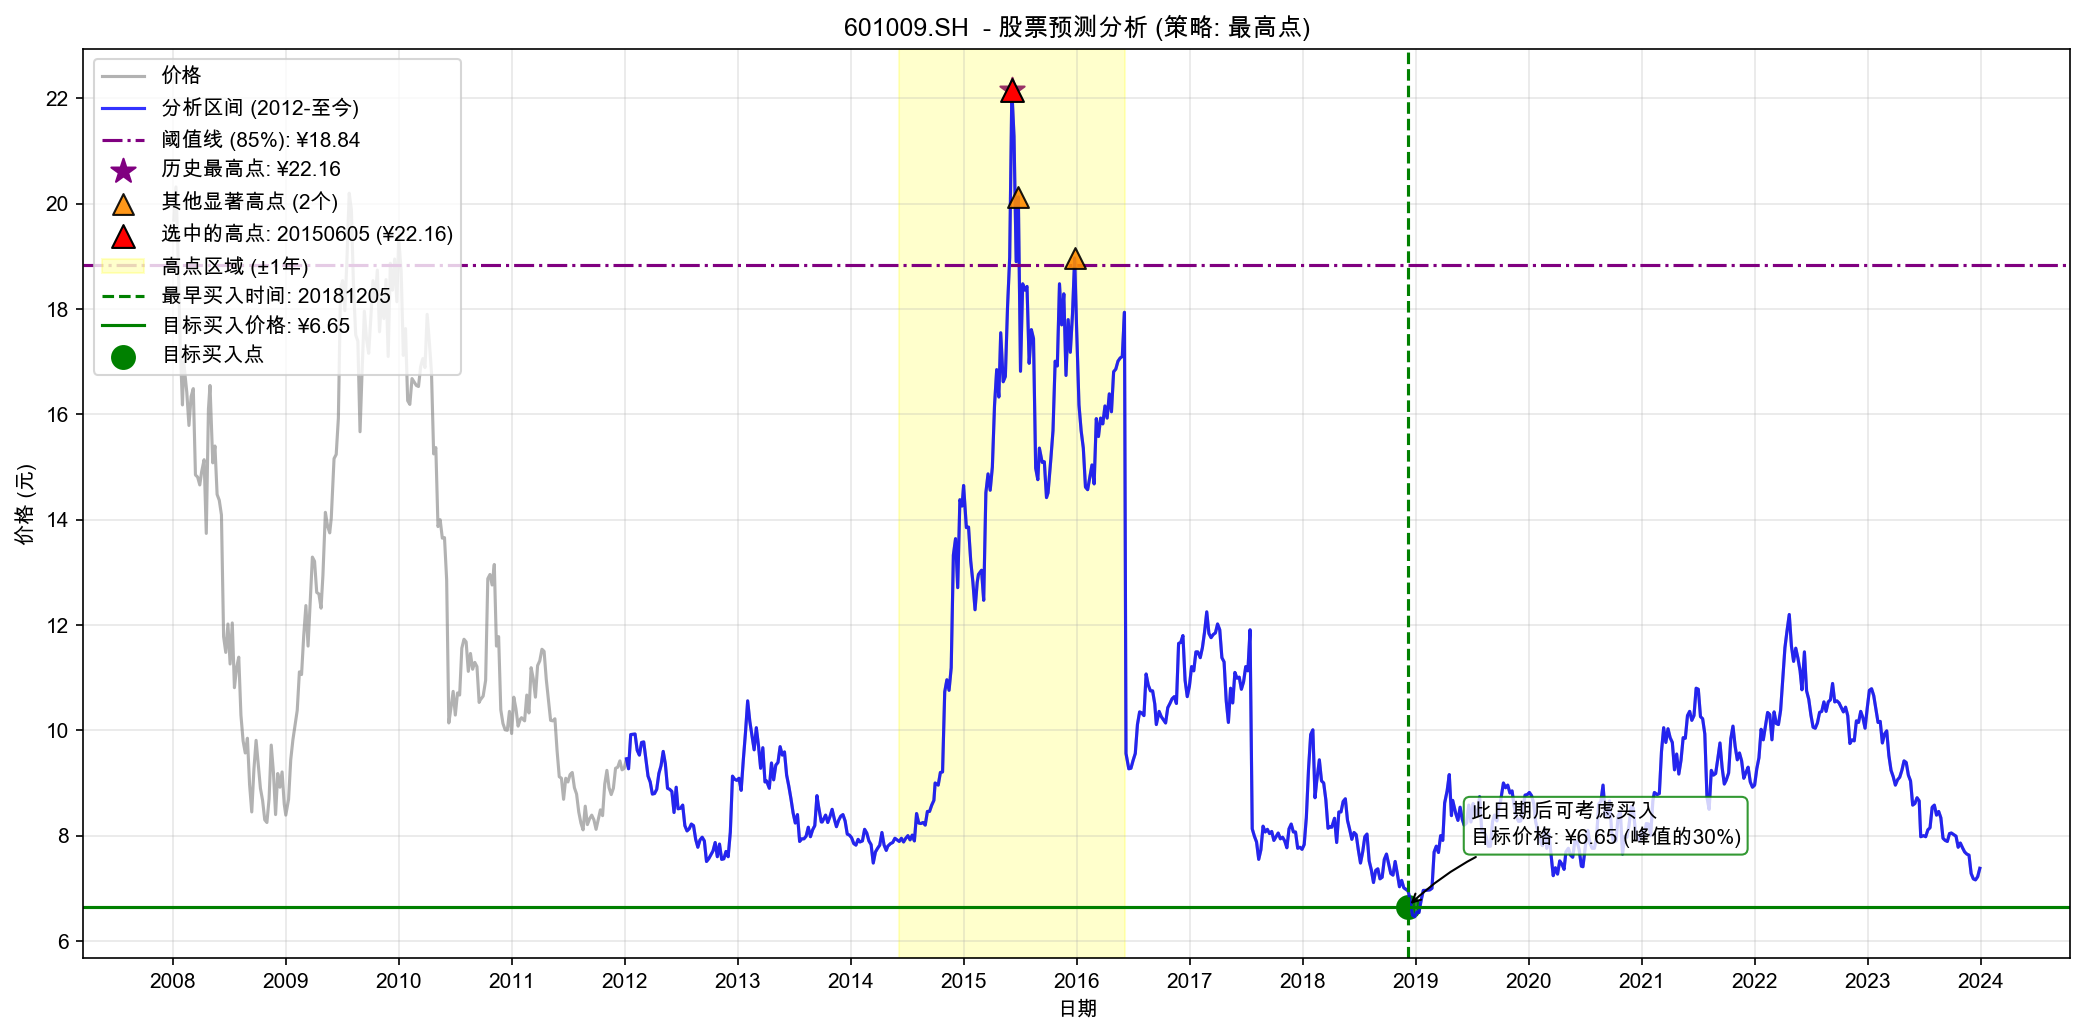 601009.SH - 股票预测分析 (策略: 最高点)
价格
分析区间 (2012-至今)
阈值线 (85%): ¥18.84
历史最高点: ¥22.16
其他显著高点 (2个)
选中的高点: 20150605 (¥22.16)
高点区域 (±1年)
最早买入时间: 20181205
目标买入价格: ¥6.65
目标买入点
价格 (元)
22
20
18
16
14
12
10
8
6
此日期后可考虑买入
目标价格: ¥6.65 (峰值的30%)
2008 2009 2010 2011 2012 2013 2014 2015 2016 2017 2018 2019 2020 2021 2022 2023 2024
日期